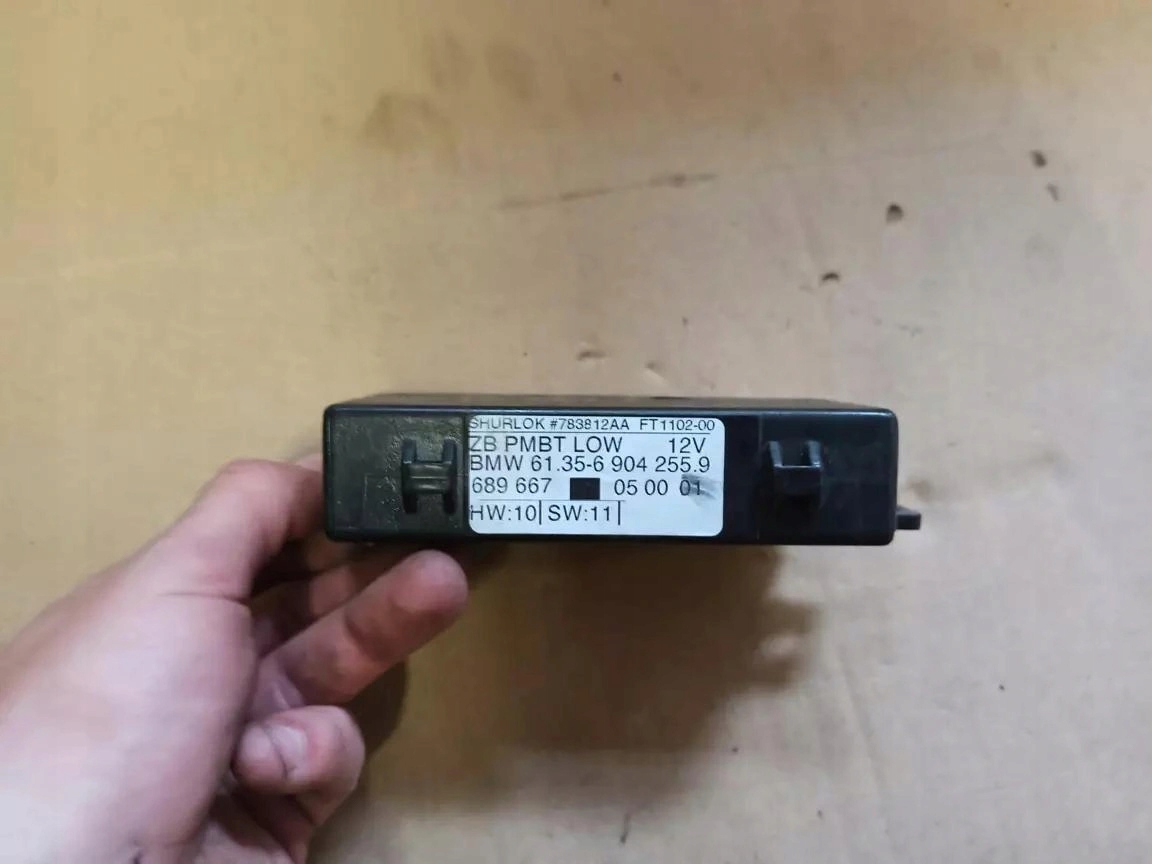 SHURLOK #783812AA FT1102-00
ZB PMBT LOW 12V
BMW 61.35-6 904 255.9
689 667 05 00 01
HW:10| SW:11|